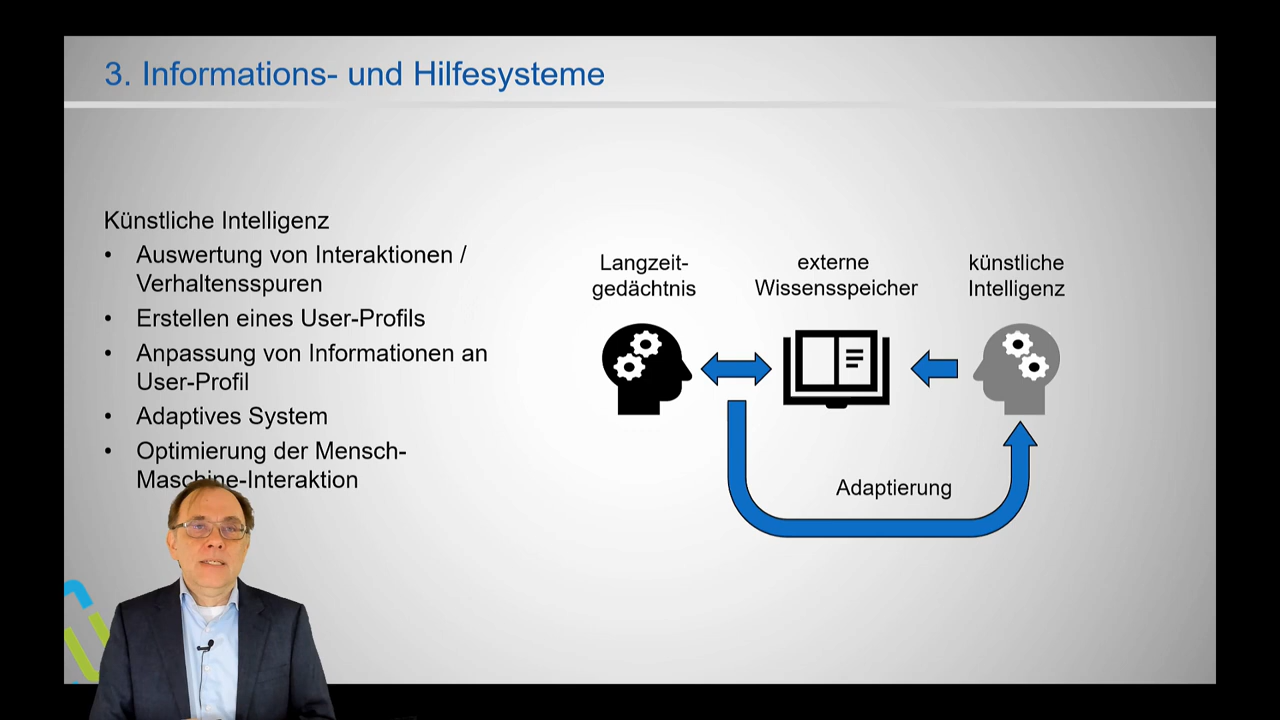 3. Informations- und Hilfesysteme
Künstliche Intelligenz
• Auswertung von Interaktionen /
Verhaltensspuren
• Erstellen eines User-Profils
• Anpassung von Informationen an
User-Profil
• Adaptives System
• Optimierung der Mensch-
Maschine-Interaktion
Langzeit-
gedächtnis
externe
Wissensspeicher
künstliche
Intelligenz
Adaptierung